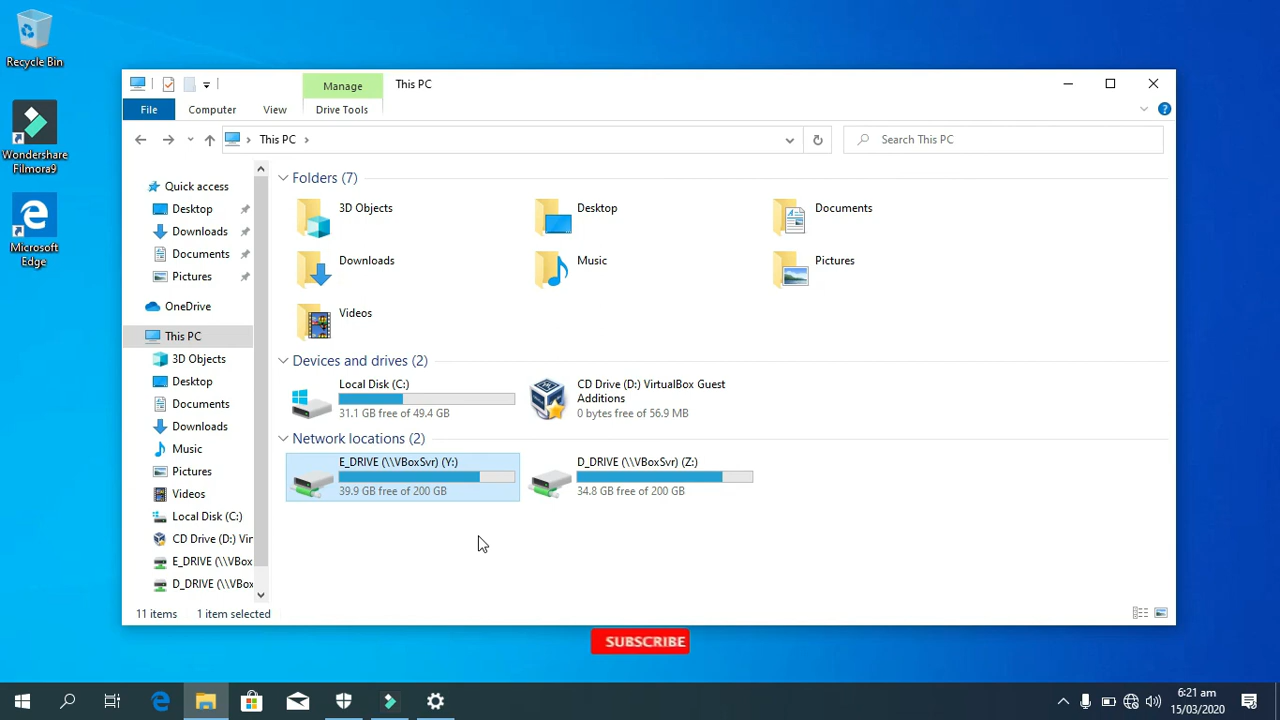 Recycle Bin
Wondershare
Filmora9
Microsoft
Edge
Manage
This PC
File
Computer
View
Drive Tools
This PC
Search This PC
Quick access
Desktop
Downloads
Documents
Pictures
OneDrive
This PC
3D Objects
Desktop
Documents
Downloads
Music
Pictures
Videos
Local Disk (C:)
CD Drive (D:) Vir
E_DRIVE (\\VBox
D_DRIVE (\\VBox
Folders (7)
3D Objects
Desktop
Documents
Downloads
Music
Pictures
Videos
Devices and drives (2)
Local Disk (C:)
31.1 GB free of 49.4 GB
CD Drive (D:) VirtualBox Guest
Additions
0 bytes free of 56.9 MB
Network locations (2)
E_DRIVE (\\VBoxSvr) (Y:)
39.9 GB free of 200 GB
D_DRIVE (\\VBoxSvr) (Z:)
34.8 GB free of 200 GB
11 items
1 item selected
SUBSCRIBE
6:21 am
15/03/2020